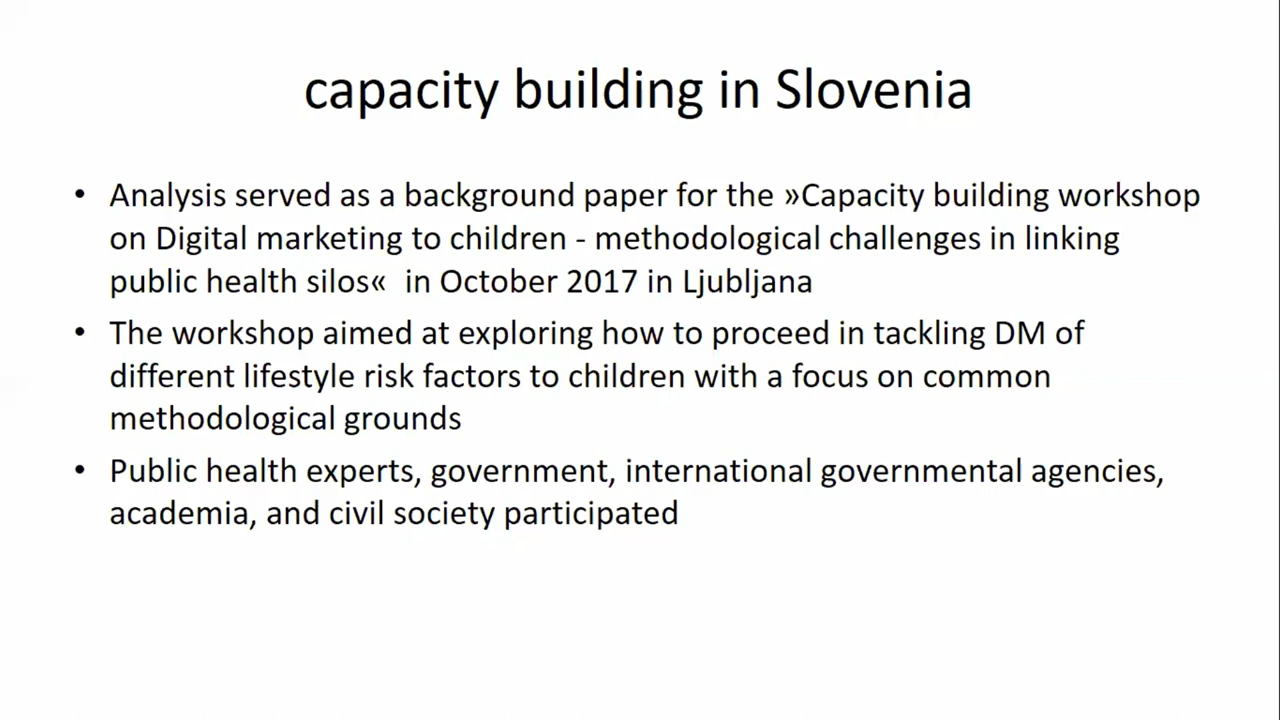 capacity building in Slovenia
• Analysis served as a background paper for the »Capacity building workshop
on Digital marketing to children - methodological challenges in linking
public health silos«  in October 2017 in Ljubljana
• The workshop aimed at exploring how to proceed in tackling DM of
different lifestyle risk factors to children with a focus on common
methodological grounds
• Public health experts, government, international governmental agencies,
academia, and civil society participated